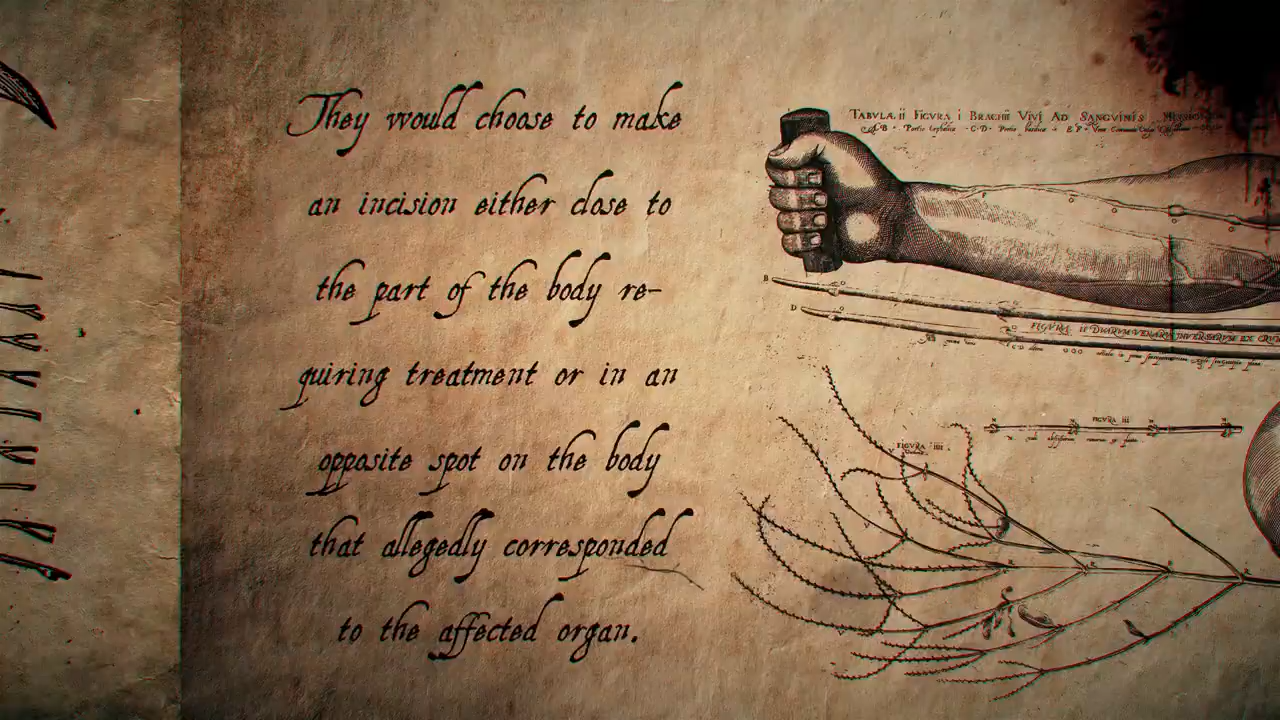 They would choose to make
an incision either close to
the part of the body re-
quiring treatment or in an
opposite spot on the body
that allegedly corresponded
to the affected organ.
TABVLA. ii FIGVRA i BRACHII VIVI AD SANGVINIS
FIGVRA
FIGVRA iii
FIGVRA iiii